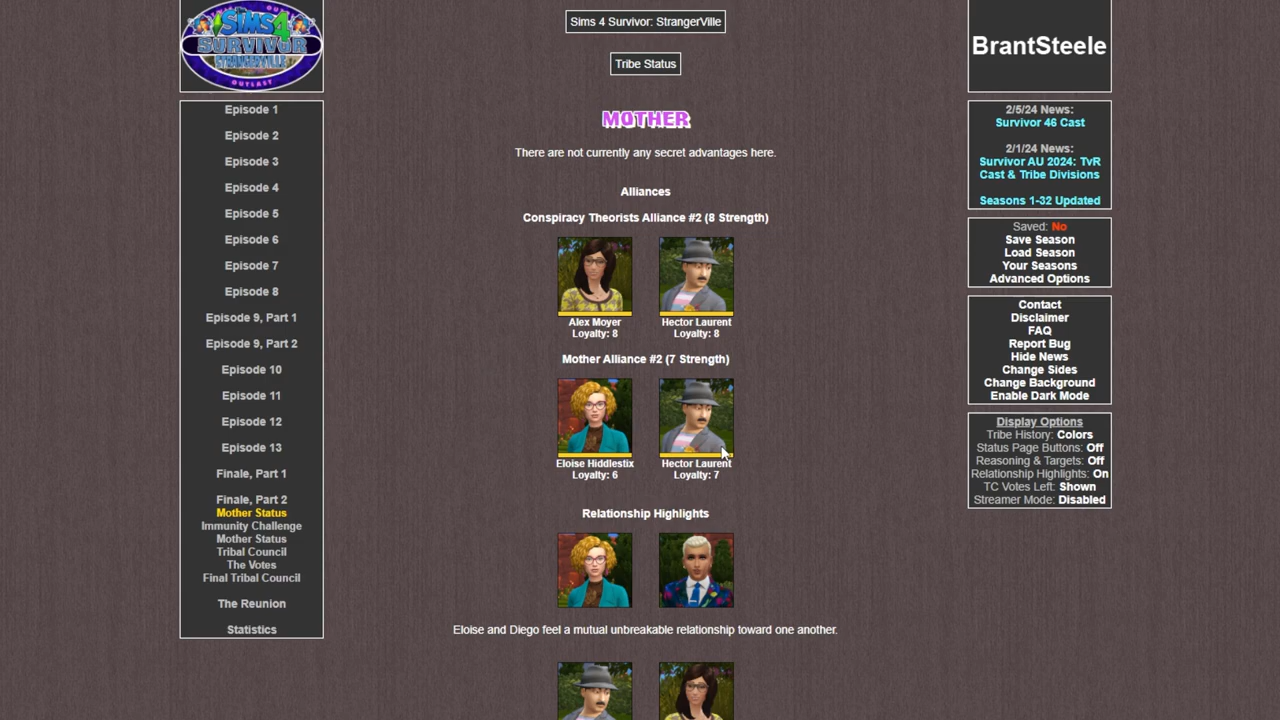 SiMS 4
SURVIVOR
STRANGERVILLE
OUTLAST
Episode 1
Episode 2
Episode 3
Episode 4
Episode 5
Episode 6
Episode 7
Episode 8
Episode 9, Part 1
Episode 9, Part 2
Episode 10
Episode 11
Episode 12
Episode 13
Finale, Part 1
Finale, Part 2
Mother Status
Immunity Challenge
Mother Status
Tribal Council
The Votes
Final Tribal Council
The Reunion
Statistics
Sims 4 Survivor: StrangerVille
Tribe Status
MOTHER
There are not currently any secret advantages here.
Alliances
Conspiracy Theorists Alliance #2 (8 Strength)
Alex Moyer
Loyalty: 8
Hector Laurent
Loyalty: 8
Mother Alliance #2 (7 Strength)
Eloise Hiddlestix
Loyalty: 6
Hector Laurent
Loyalty: 7
Relationship Highlights
Eloise and Diego feel a mutual unbreakable relationship toward one another.
BrantSteele
2/5/24 News:
Survivor 46 Cast
2/1/24 News:
Survivor AU 2024: TvR
Cast & Tribe Divisions
Seasons 1-32 Updated
Saved: No
Save Season
Load Season
Your Seasons
Advanced Options
Contact
Disclaimer
FAQ
Report Bug
Hide News
Change Sides
Change Background
Enable Dark Mode
Display Options
Tribe History: Colors
Status Page Buttons: Off
Reasoning & Targets: Off
Relationship Highlights: On
TC Votes Left: Shown
Streamer Mode: Disabled